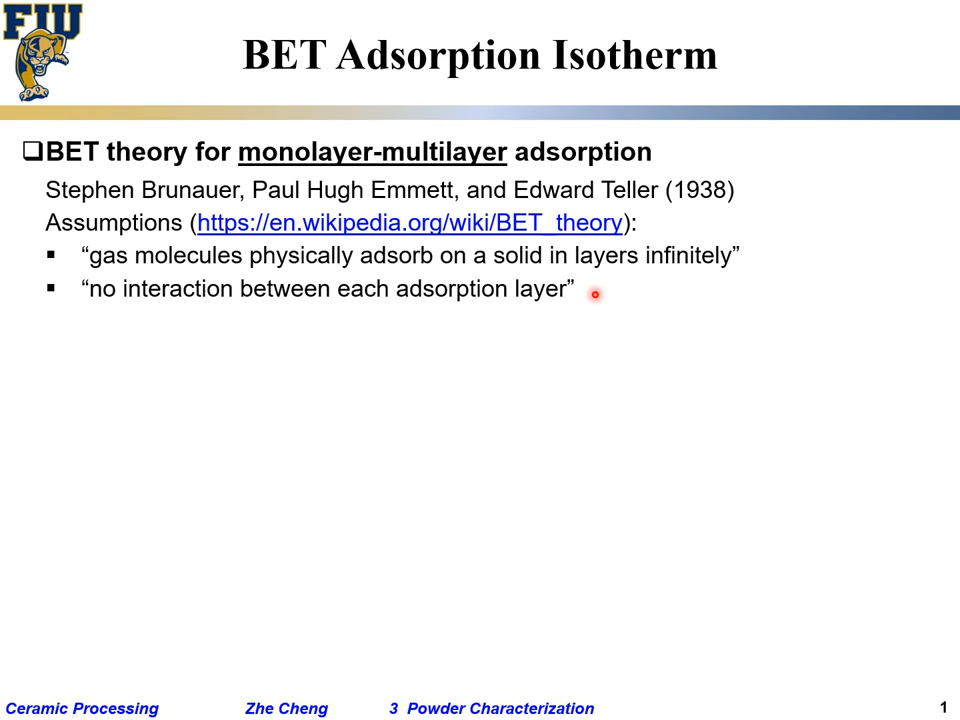 FIU
BET Adsorption Isotherm
BET theory for monolayer-multilayer adsorption
Stephen Brunauer, Paul Hugh Emmett, and Edward Teller (1938)
Assumptions (https://en.wikipedia.org/wiki/BET_theory):
▪ “gas molecules physically adsorb on a solid in layers infinitely”
▪ “no interaction between each adsorption layer”
Ceramic Processing Zhe Cheng 3 Powder Characterization 1